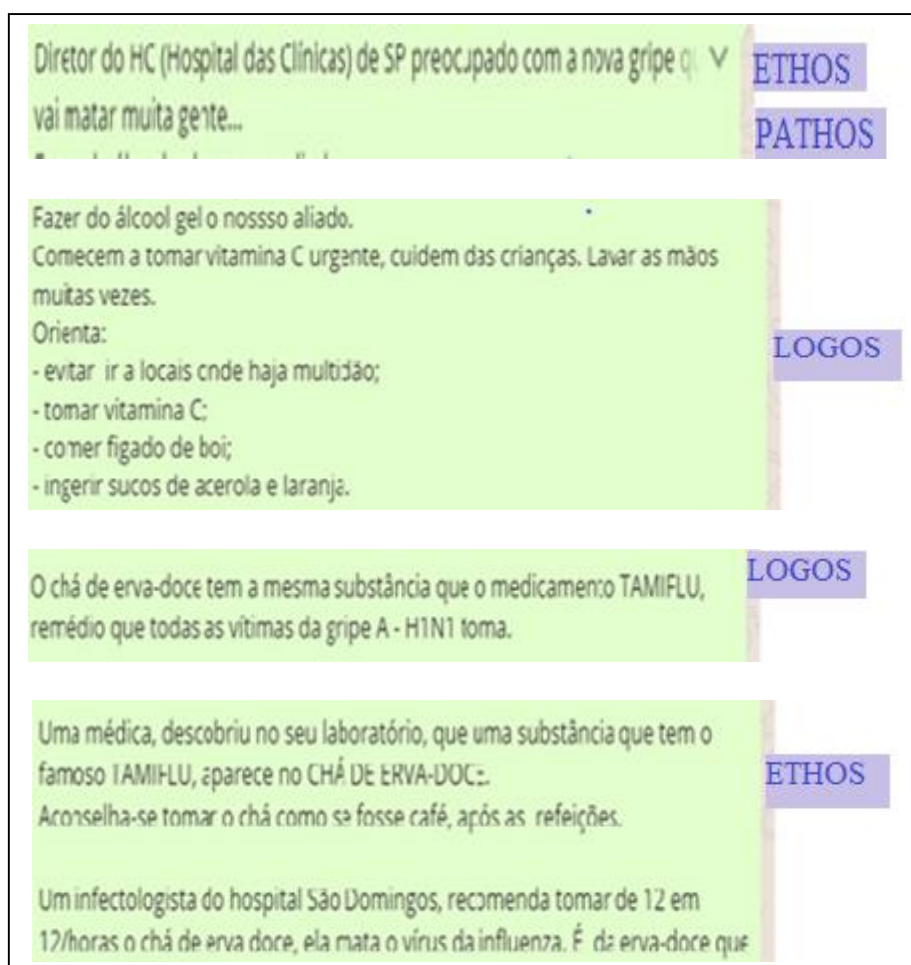 Diretor do HC (Hospital das Clínicas) de SP preocupado com a nova gripe q
ETHOS
vai matar muita gente...
PATHOS
Fazer do álcool gel o nossso aliado.
Comecem a tomar vitamina C urgente, cuidem das crianças. Lavar as mãos
muitas vezes.
Orienta:
LOGOS
- evitar ir a locais onde haja multidão;
- tomar vitamina C;
- comer figado de boi;
- ingerir sucos de acerola e laranja.
LOGOS
O chá de erva-doce tem a mesma substância que o medicamento TAMIFLU,
remédio que todas as vítimas da gripe A - H1N1 toma.
Uma médica, descobriu no seu laboratório, que uma substância que tem o
famoso TAMIFLU, aparece no CHÁ DE ERVA-DOCE.
ETHOS
Aconselha-se tomar o chá como se fosse café, após as refeições.
Um infectologista do hospital São Domingos, recomenda tomar de 12 em
12/horas o chá de erva doce, ela mata o vírus da influenza. É da erva-doce que